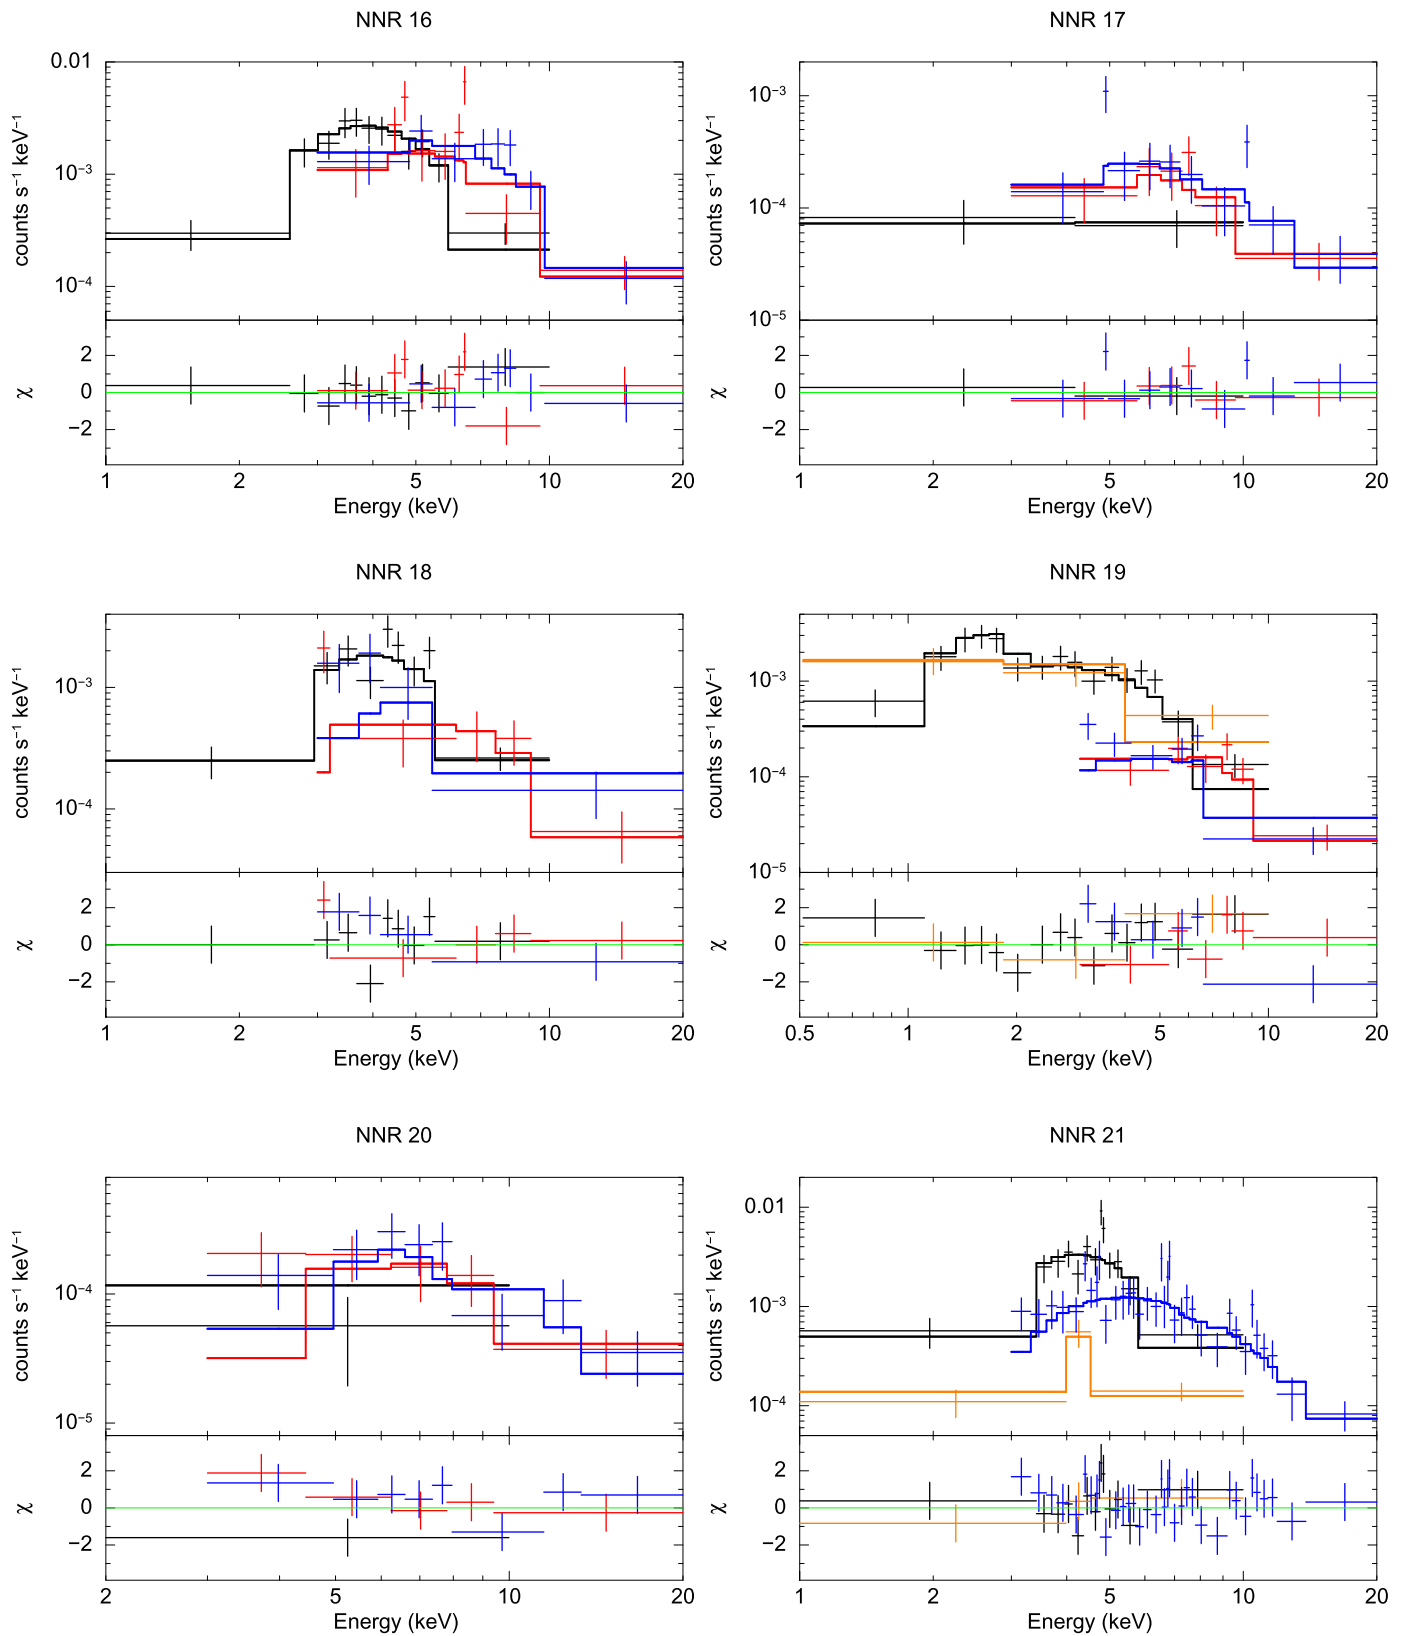 NNR 16
NNR 17
0.01
10⁻³
10⁻⁴
counts s⁻¹ keV⁻¹
2
0
−2
χ
1 2 5 10 20
Energy (keV)
10⁻³
10⁻⁴
10⁻⁵
counts s⁻¹ keV⁻¹
2
0
−2
χ
1 2 5 10 20
Energy (keV)
NNR 18
NNR 19
10⁻³
10⁻⁴
counts s⁻¹ keV⁻¹
2
0
−2
χ
1 2 5 10 20
Energy (keV)
10⁻³
10⁻⁴
10⁻⁵
counts s⁻¹ keV⁻¹
2
0
−2
χ
0.5 1 2 5 10 20
Energy (keV)
NNR 20
NNR 21
10⁻⁴
10⁻⁵
counts s⁻¹ keV⁻¹
2
0
−2
χ
2 5 10 20
Energy (keV)
0.01
10⁻³
10⁻⁴
counts s⁻¹ keV⁻¹
2
0
−2
χ
1 2 5 10 20
Energy (keV)